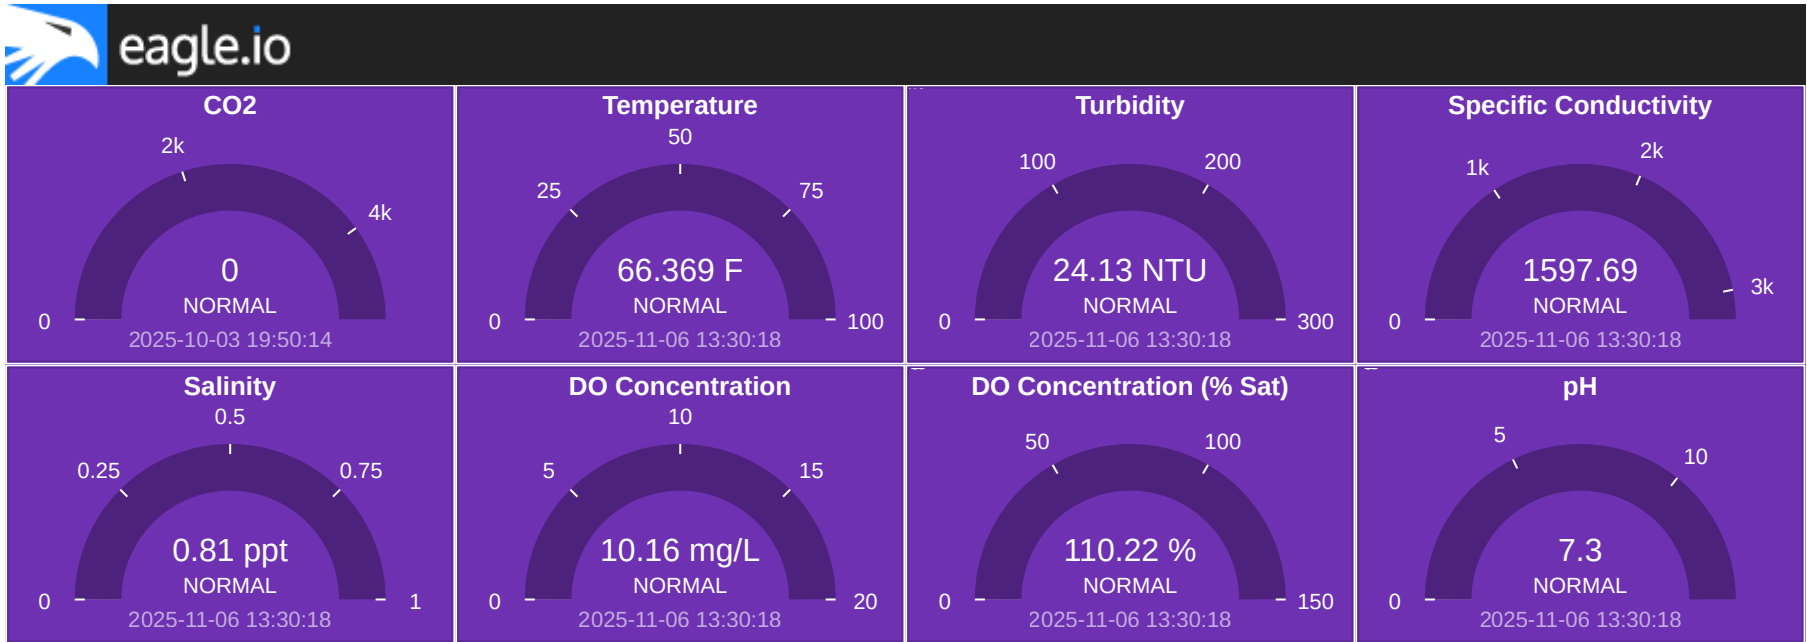 eagle.io
CO2
2k
4k
0
0
NORMAL
2025-10-03 19:50:14
Temperature
50
25
75
66.369 F
NORMAL
0
100
2025-11-06 13:30:18
Turbidity
100
200
24.13 NTU
NORMAL
0
300
2025-11-06 13:30:18
Specific Conductivity
2k
1k
1597.69
3k
NORMAL
0
2025-11-06 13:30:18
Salinity
0.5
0.25
0.75
0.81 ppt
NORMAL
0
1
2025-11-06 13:30:18
DO Concentration
10
5
15
10.16 mg/L
NORMAL
0
20
2025-11-06 13:30:18
DO Concentration (% Sat)
50
100
110.22 %
NORMAL
0
150
2025-11-06 13:30:18
pH
5
10
7.3
NORMAL
0
2025-11-06 13:30:18